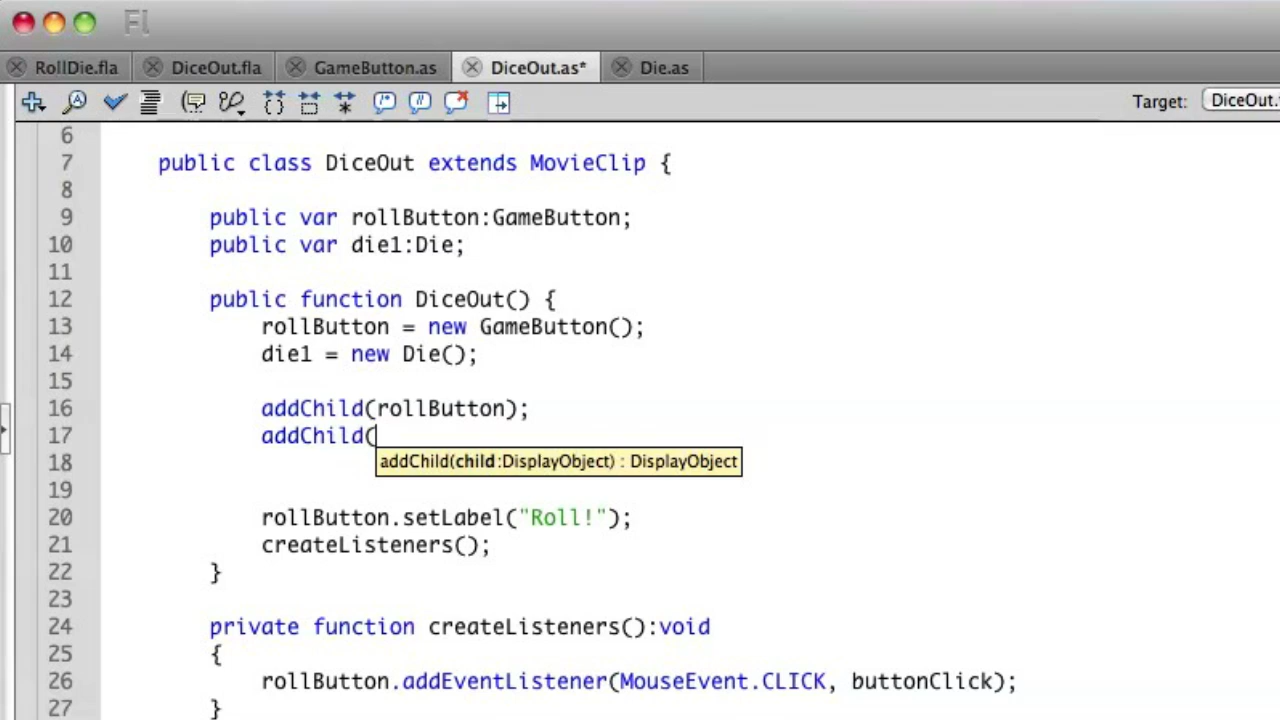 Fl
RollDie.fla DiceOut.fla GameButton.as DiceOut.as* Die.as
Target: DiceOut.
6
7 public class DiceOut extends MovieClip {
8
9 public var rollButton:GameButton;
10 public var die1:Die;
11
12 public function DiceOut() {
13 rollButton = new GameButton();
14 die1 = new Die();
15
16 addChild(rollButton);
17 addChild(
18 addChild(child:DisplayObject) : DisplayObject
19
20 rollButton.setLabel("Roll!");
21 createListeners();
22 }
23
24 private function createListeners():void
25 {
26 rollButton.addEventListener(MouseEvent.CLICK, buttonClick);
27 }